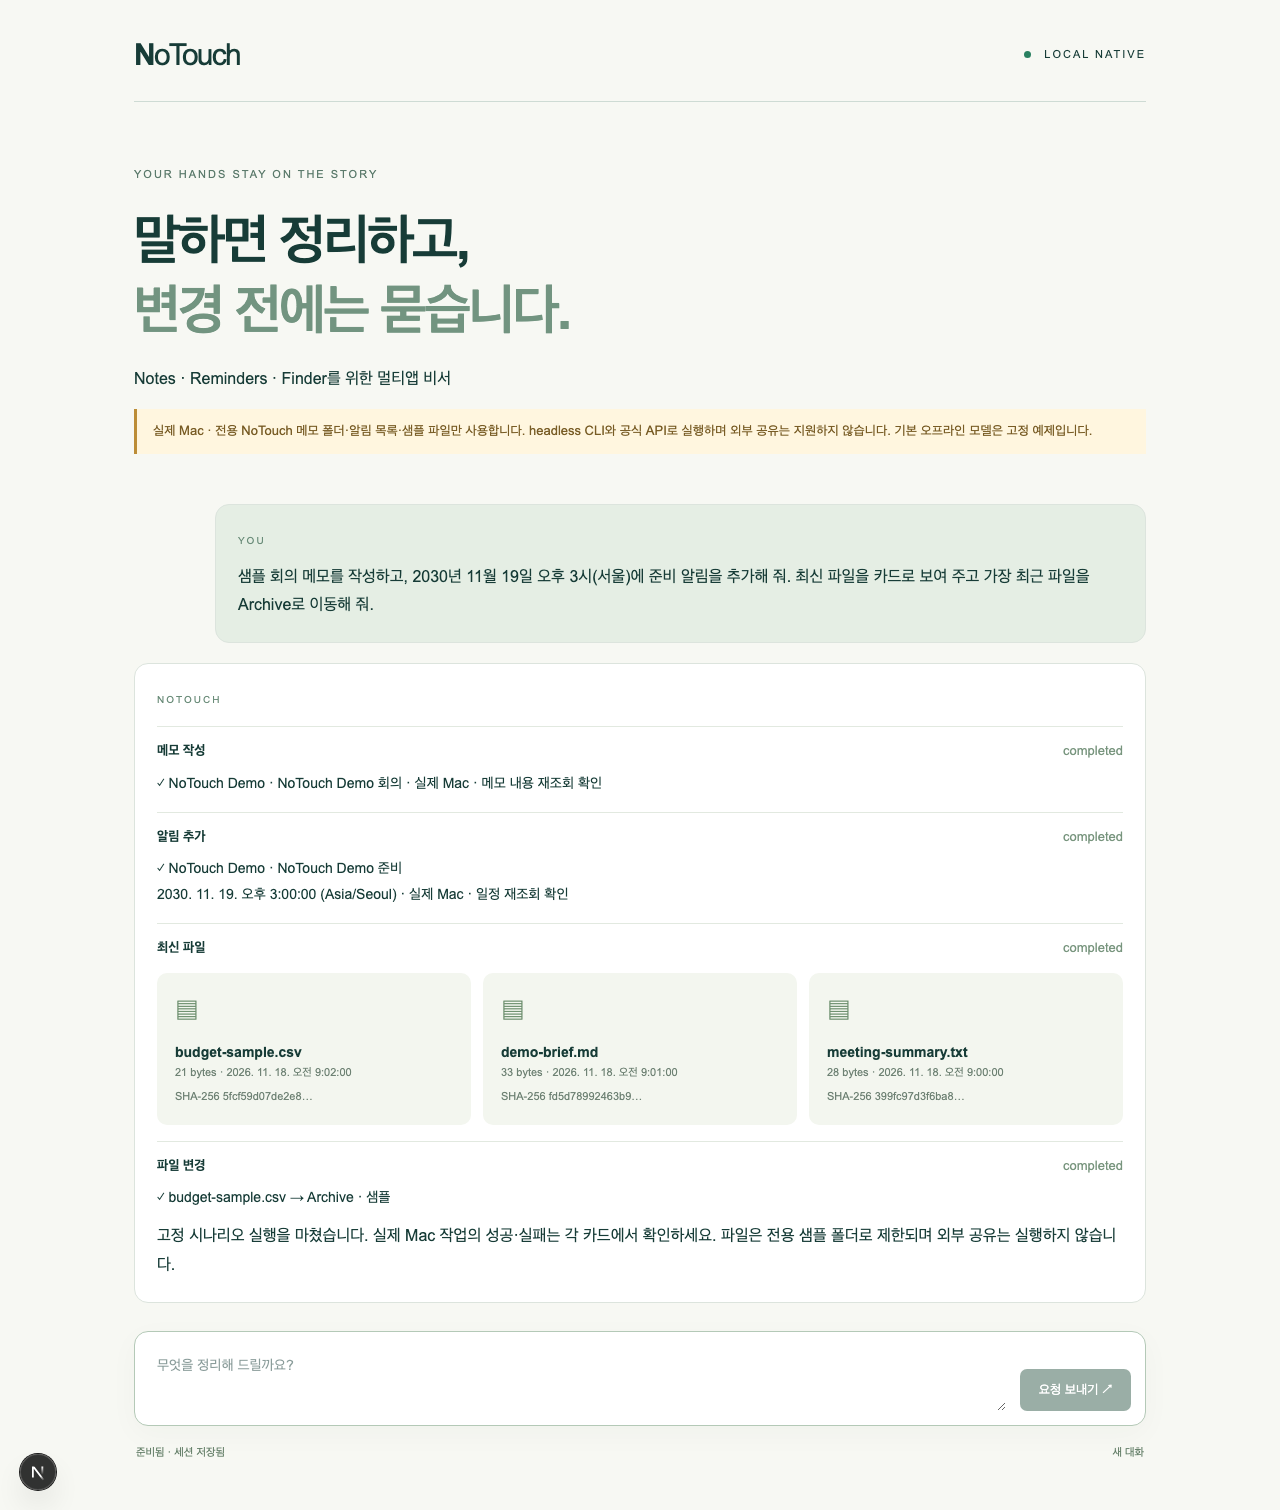 NoTouch
LOCAL NATIVE
YOUR HANDS STAY ON THE STORY
말하면 정리하고,
변경 전에는 묻습니다.
Notes · Reminders · Finder를 위한 멀티앱 비서
실제 Mac · 전용 NoTouch 메모 폴더·알림 목록·샘플 파일만 사용합니다. headless CLI와 공식 API로 실행하며 외부 공유는 지원하지 않습니다. 기본 오프라인 모델은 고정 예제입니다.
YOU
샘플 회의 메모를 작성하고, 2030년 11월 19일 오후 3시(서울)에 준비 알림을 추가해 줘. 최신 파일을 카드로 보여 주고 가장 최근 파일을
Archive로 이동해 줘.
NOTOUCH
메모 작성
completed
✓ NoTouch Demo · NoTouch Demo 회의 · 실제 Mac · 메모 내용 재조회 확인
알림 추가
completed
✓ NoTouch Demo · NoTouch Demo 준비
2030. 11. 19. 오후 3:00:00 (Asia/Seoul) · 실제 Mac · 일정 재조회 확인
최신 파일
completed
budget-sample.csv
21 bytes · 2026. 11. 18. 오전 9:02:00
SHA-256 5fcf59d07de2e8…
demo-brief.md
33 bytes · 2026. 11. 18. 오전 9:01:00
SHA-256 fd5d78992463b9…
meeting-summary.txt
28 bytes · 2026. 11. 18. 오전 9:00:00
SHA-256 399fc97d3f6ba8…
파일 변경
completed
✓ budget-sample.csv → Archive · 샘플
고정 시나리오 실행을 마쳤습니다. 실제 Mac 작업의 성공·실패는 각 카드에서 확인하세요. 파일은 전용 샘플 폴더로 제한되며 외부 공유는 실행하지 않습니
다.
무엇을 정리해 드릴까요?
요청 보내기 ↗
준비됨 · 세션 저장됨
새 대화
N